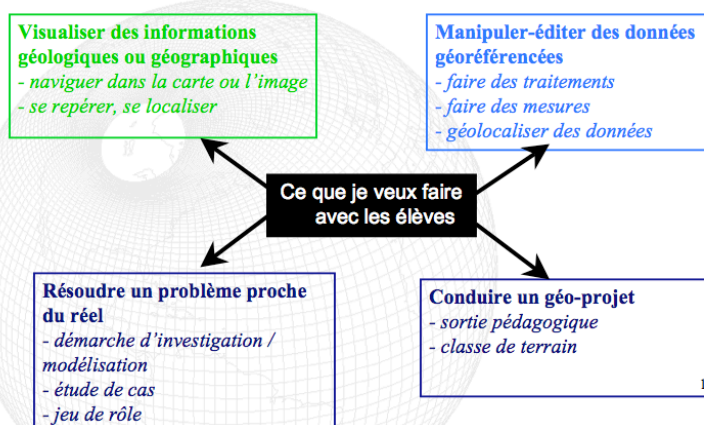 Visualiser des informations
géologiques ou géographiques
- naviguer dans la carte ou l'image
- se repérer, se localiser
Manipuler-éditer des données
géoréférencées
- faire des traitements
- faire des mesures
- géolocaliser des données
Ce que je veux faire
avec les élèves
Résoudre un problème proche
du réel
- démarche d'investigation /
modélisation
- étude de cas
- jeu de rôle
Conduire un géo-projet
- sortie pédagogique
- classe de terrain